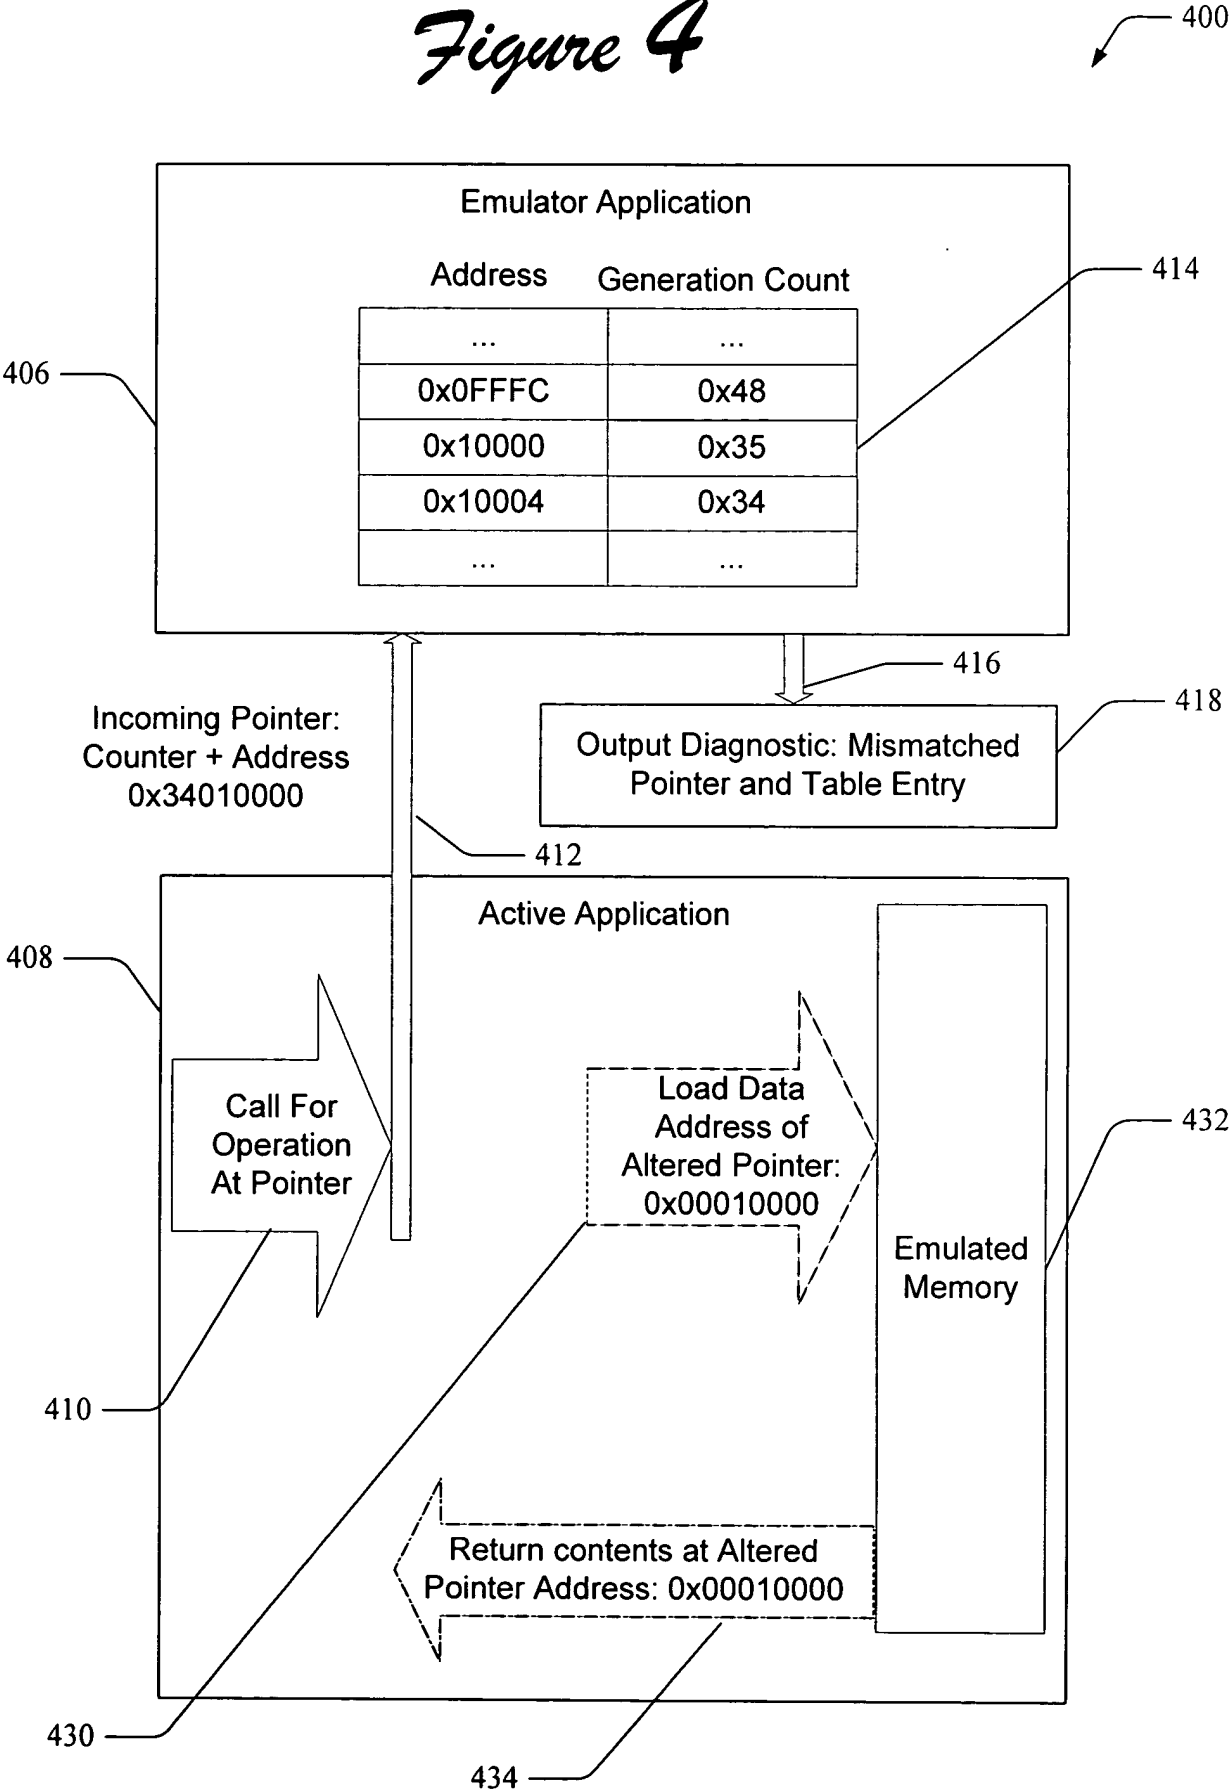 Figure 4
400
Emulator Application
Address Generation Count
414
... ...
406
0x0FFFC 0x48
0x10000 0x35
0x10004 0x34
... ...
416
418
Incoming Pointer:
Counter + Address
0x34010000
Output Diagnostic: Mismatched
Pointer and Table Entry
412
Active Application
408
Call For
Operation
At Pointer
Load Data
Address of
Altered Pointer:
0x00010000
432
Emulated
Memory
410
Return contents at Altered
Pointer Address: 0x00010000
430
434